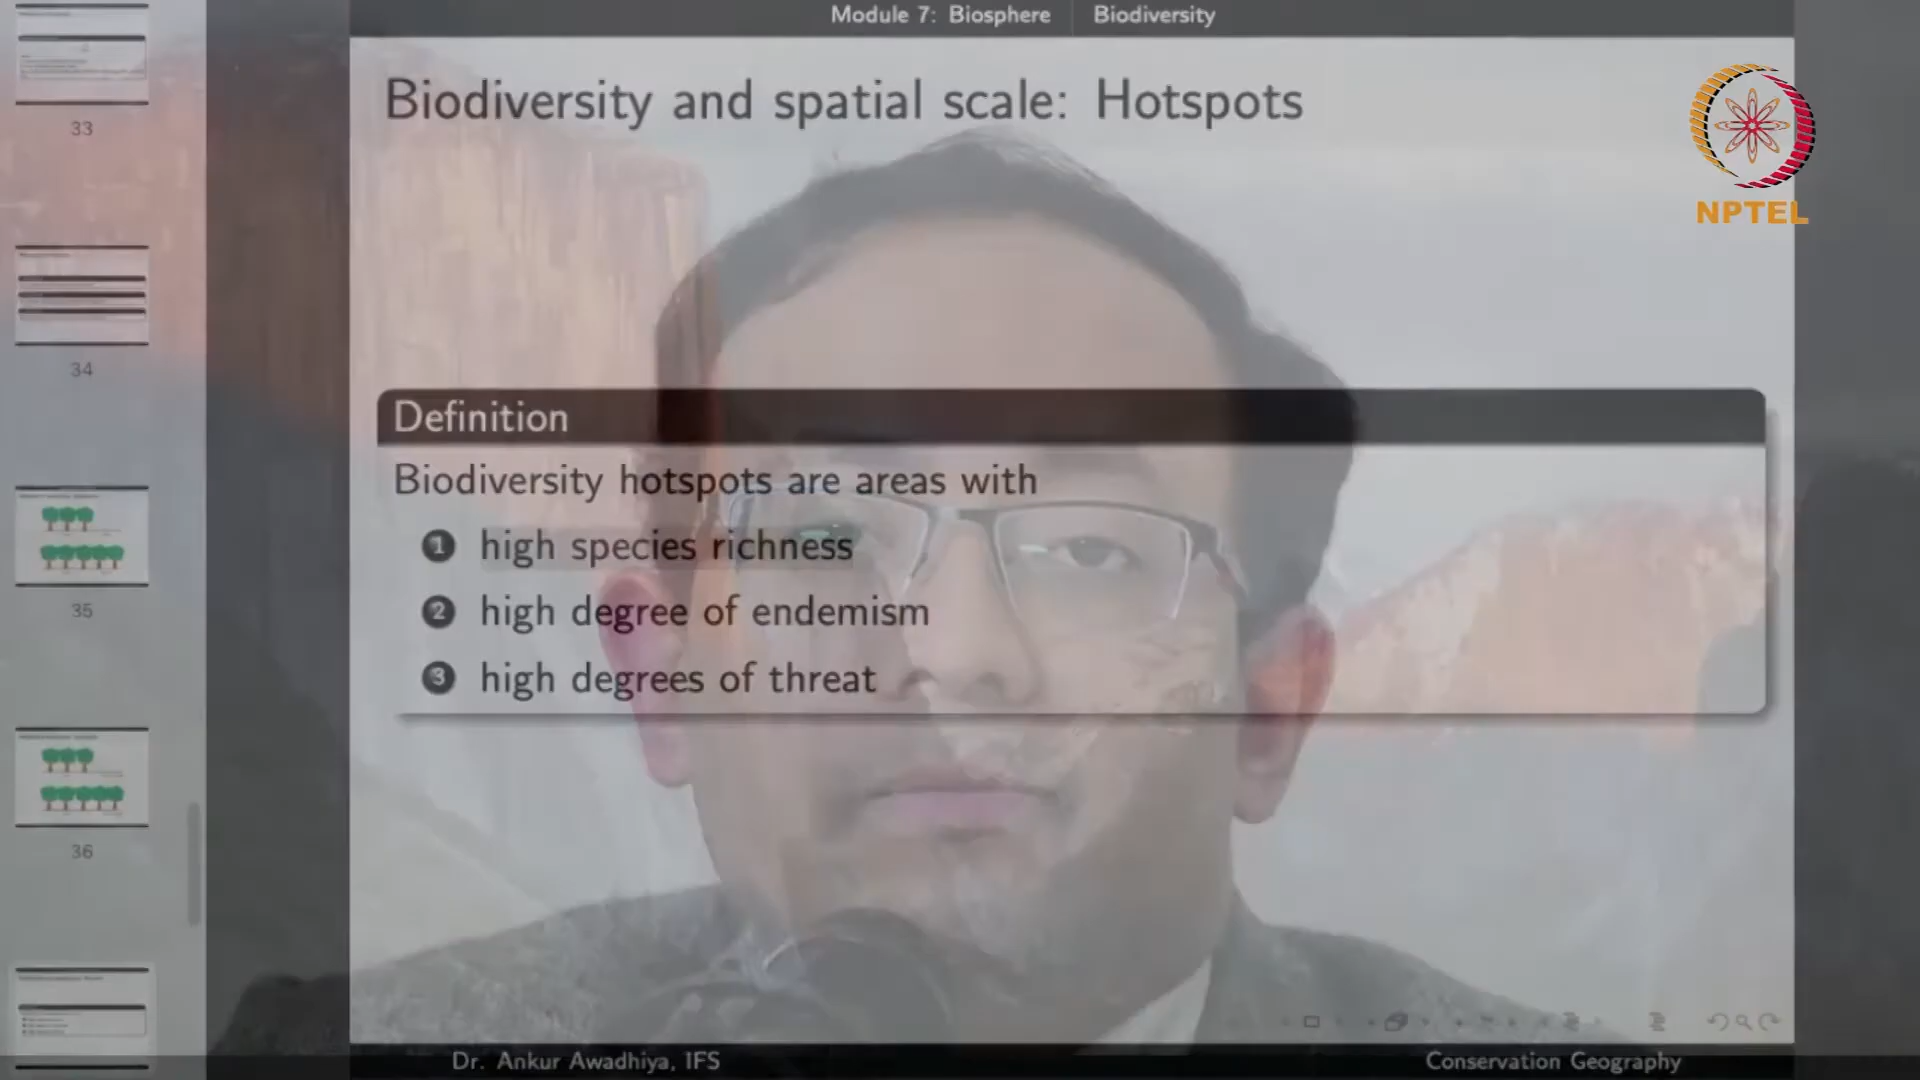 Module 7: Biosphere
Biodiversity
Biodiversity and spatial scale: Hotspots
NPTEL
Definition
Biodiversity hotspots are areas with
1 high species richness
2 high degree of endemism
3 high degrees of threat
33
34
35
36
Dr. Ankur Awadhiya, IFS
Conservation Geography